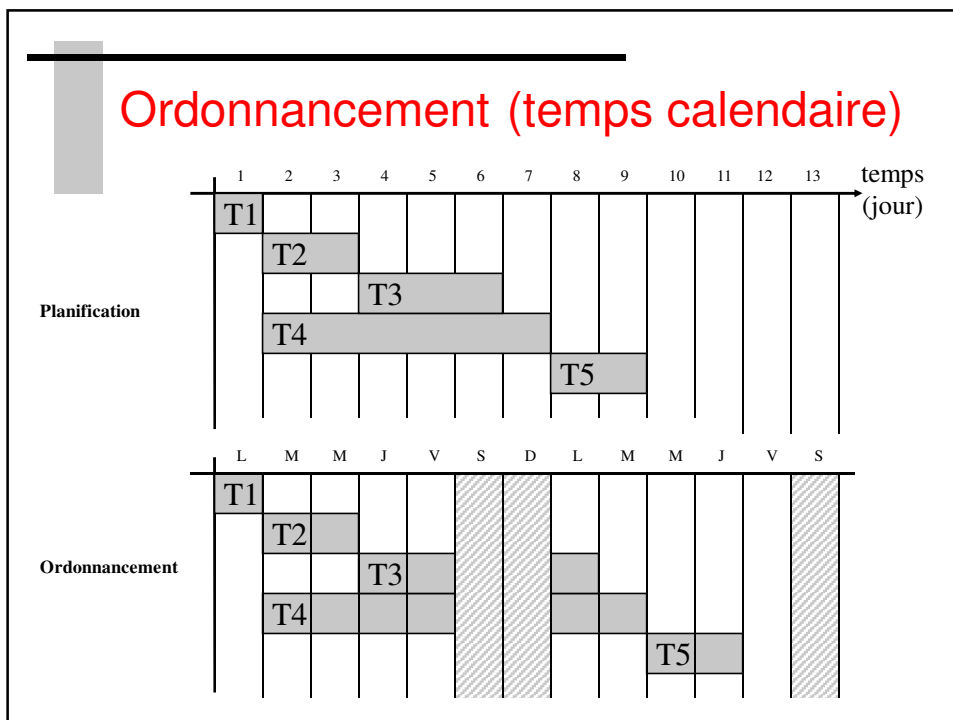 Ordonnancement (temps calendaire)
1 2 3 4 5 6 7 8 9 10 11 12 13 temps
(jour)
T1
T2
T3
Planification
T4
T5
L M M J V S D L M M J V S
T1
T2
Ordonnancement
T3
T4
T5